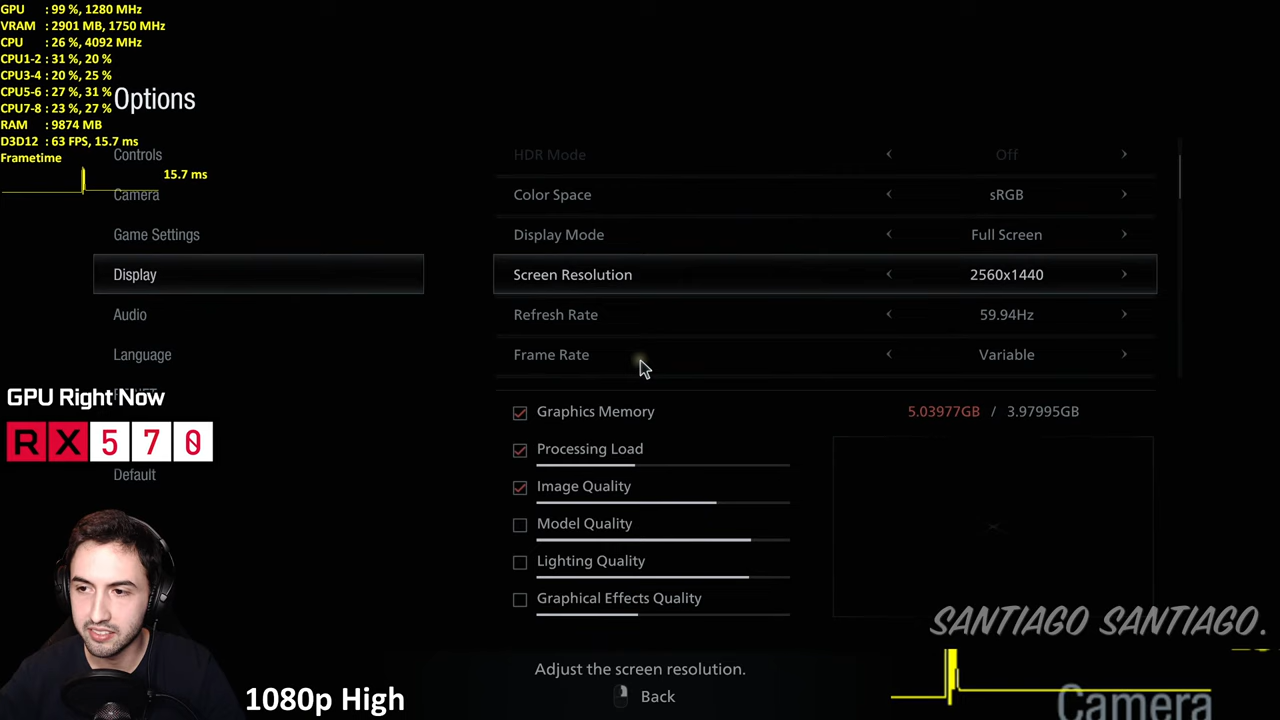 GPU : 99 %, 1280 MHz
VRAM : 2901 MB, 1750 MHz
CPU : 26 %, 4092 MHz
CPU1-2 : 31 %, 20 %
CPU3-4 : 20 %, 25 %
CPU5-6 : 27 %, 31 %
CPU7-8 : 23 %, 27 %
RAM : 9874 MB
D3D12 : 63 FPS, 15.7 ms
Frametime
15.7 ms
Options
Controls
Camera
Game Settings
Display
Audio
Language
Default
HDR Mode Off
Color Space sRGB
Display Mode Full Screen
Screen Resolution 2560x1440
Refresh Rate 59.94Hz
Frame Rate Variable
Graphics Memory 5.03977GB / 3.97995GB
Processing Load
Image Quality
Model Quality
Lighting Quality
Graphical Effects Quality
GPU Right Now
RX 570
SANTIAGO SANTIAGO.
Adjust the screen resolution.
Back
1080p High
Camera